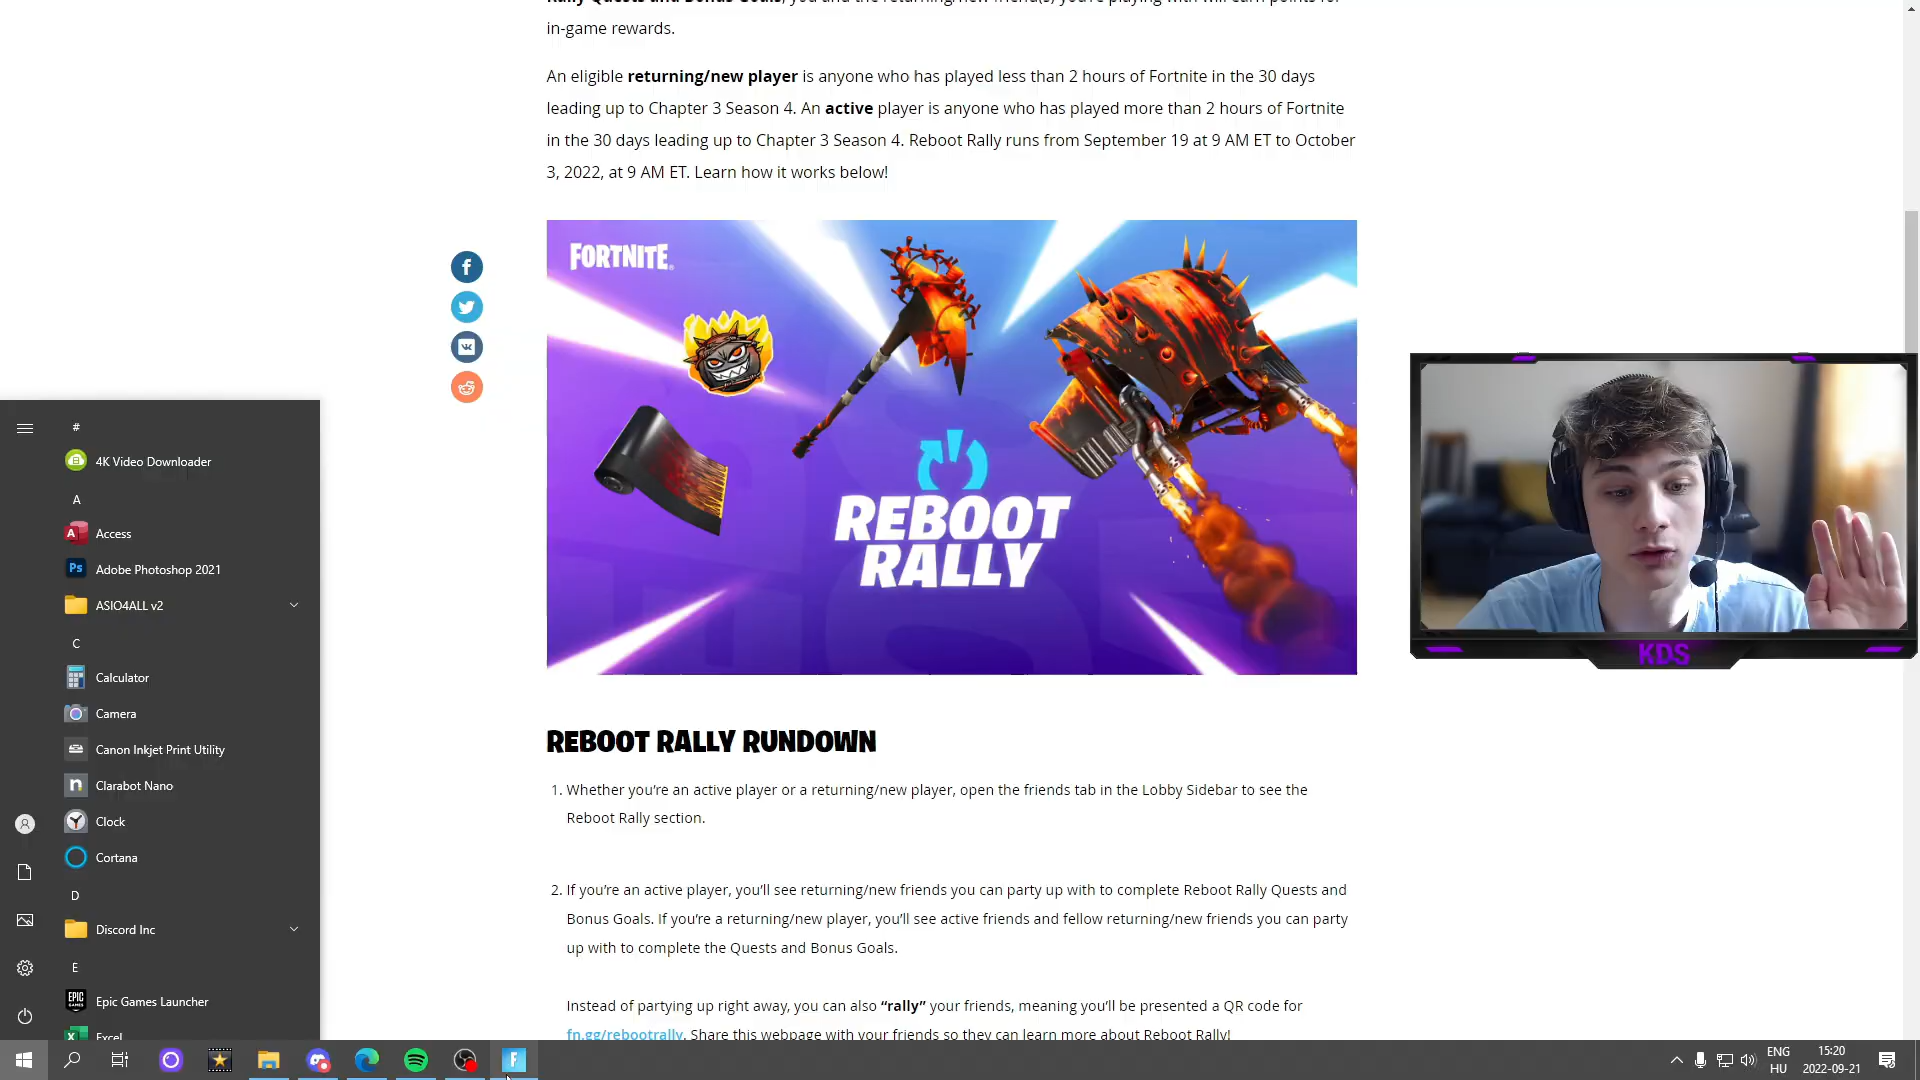 in-game rewards.
An eligible returning/new player is anyone who has played less than 2 hours of Fortnite in the 30 days
leading up to Chapter 3 Season 4. An active player is anyone who has played more than 2 hours of Fortnite
in the 30 days leading up to Chapter 3 Season 4. Reboot Rally runs from September 19 at 9 AM ET to October
3, 2022, at 9 AM ET. Learn how it works below!
FORTNITE
REBOOT
RALLY
KDS
REBOOT RALLY RUNDOWN
1. Whether you’re an active player or a returning/new player, open the friends tab in the Lobby Sidebar to see the
Reboot Rally section.
2. If you’re an active player, you’ll see returning/new friends you can party up with to complete Reboot Rally Quests and
Bonus Goals. If you’re a returning/new player, you’ll see active friends and fellow returning/new friends you can party
up with to complete the Quests and Bonus Goals.
Instead of partying up right away, you can also “rally” your friends, meaning you’ll be presented a QR code for
fn.gg/rebootrally. Share this webpage with your friends so they can learn more about Reboot Rally!
#
4K Video Downloader
A
Access
Adobe Photoshop 2021
ASIO4ALL v2
C
Calculator
Camera
Canon Inkjet Print Utility
Clarabot Nano
Clock
Cortana
D
Discord Inc
E
Epic Games Launcher
Excel
ENG
HU
15:20
2022-09-21